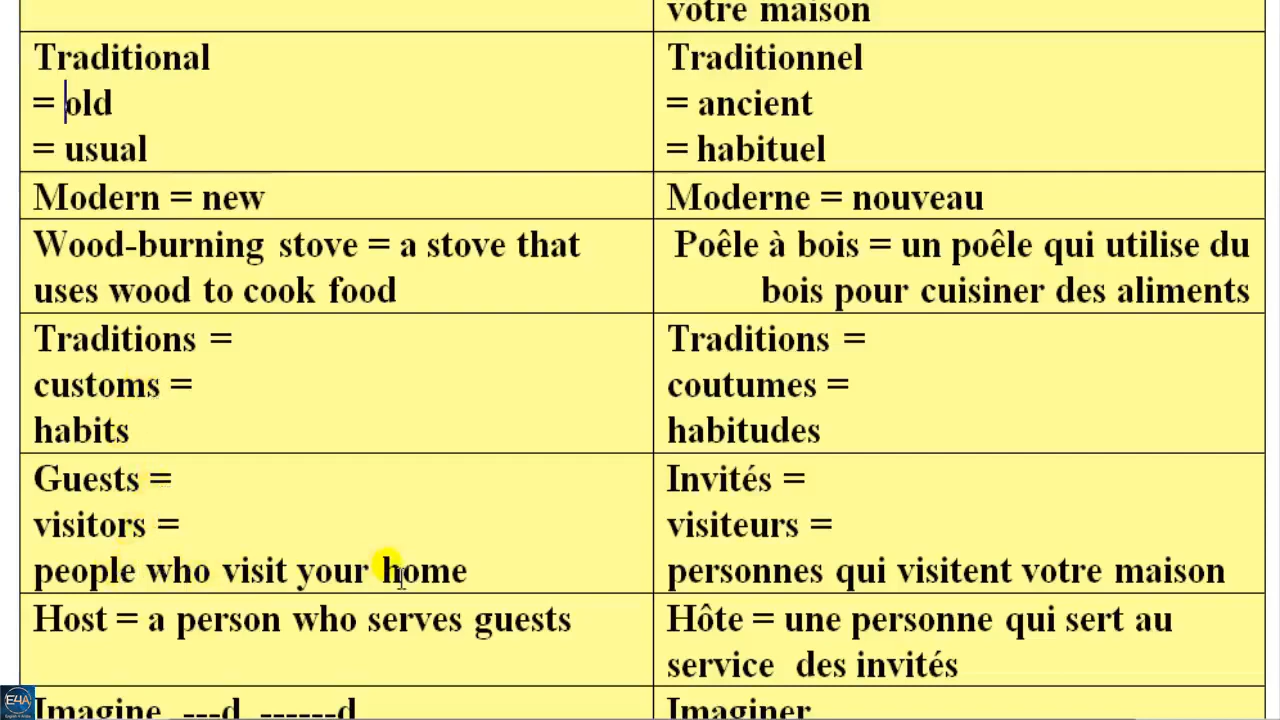 votre maison
Traditional
= old
= usual
Traditionnel
= ancient
= habituel
Modern = new
Moderne = nouveau
Wood-burning stove = a stove that
uses wood to cook food
Poêle à bois = un poêle qui utilise du
bois pour cuisiner des aliments
Traditions =
customs =
habits
Traditions =
coutumes =
habitudes
Guests =
visitors =
people who visit your home
Invités =
visiteurs =
personnes qui visitent votre maison
Host = a person who serves guests
Hôte = une personne qui sert au
service des invités
Imagine ---d ------d
Imaginer
E4A